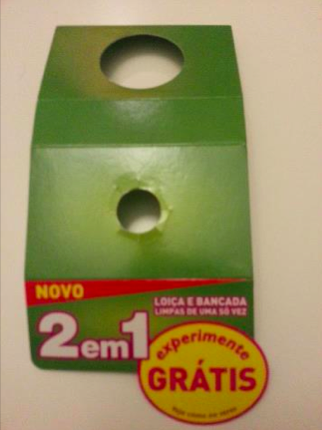 NOVO
LOIÇA E BANCADA
LIMPAS DE UMA SÓ VEZ
2em1
experimente
GRÁTIS